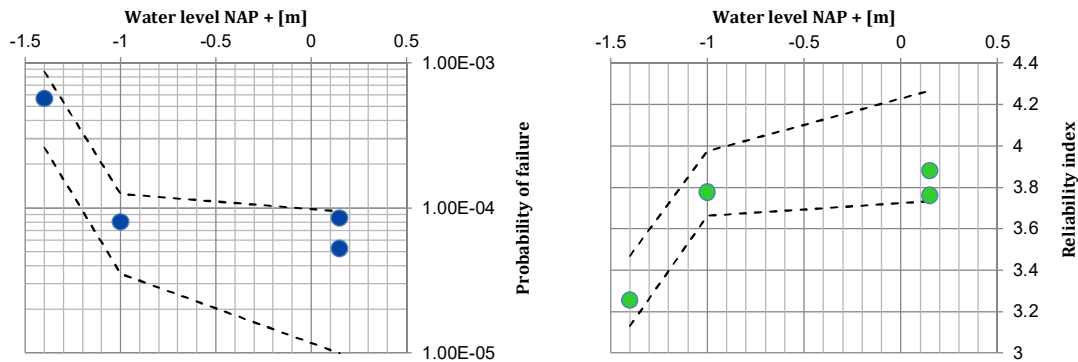 Water level NAP + [m]
-1.5 -1 -0.5 0 0.5
1.00E-03
1.00E-04
1.00E-05
Probability of failure
Water level NAP + [m]
-1.5 -1 -0.5 0 0.5
4.4
4.2
4
3.8
3.6
3.4
3.2
3
Reliability index